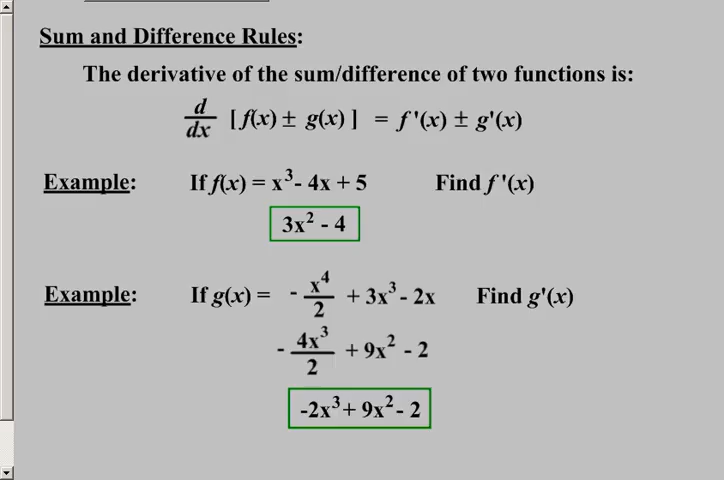 Sum and Difference Rules:
The derivative of the sum/difference of two functions is:
d/dx [ f(x) ± g(x) ] = f '(x) ± g'(x)
Example: If f(x) = x³- 4x + 5 Find f '(x)
3x² - 4
Example: If g(x) = - x⁴/2 + 3x³- 2x Find g'(x)
- 4x³/2 + 9x² - 2
-2x³+ 9x²- 2